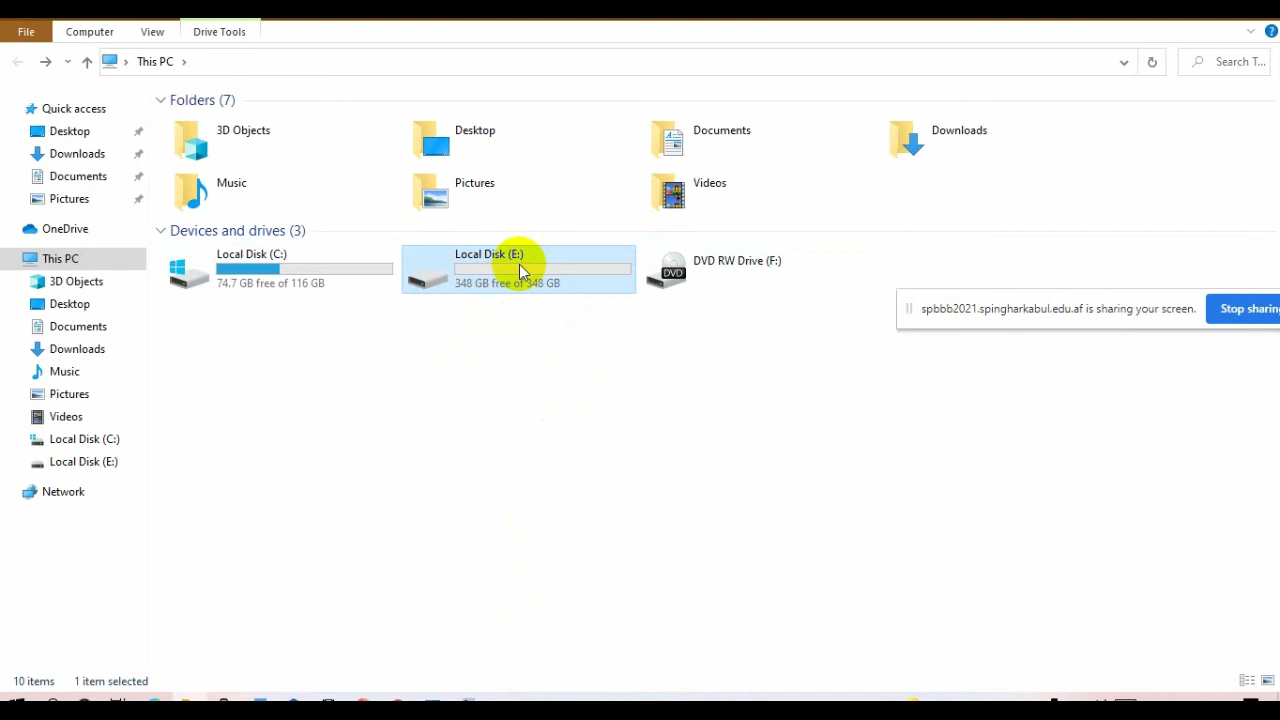 File Computer View Drive Tools
This PC Search T...
Quick access
Desktop
Downloads
Documents
Pictures
OneDrive
This PC
3D Objects
Desktop
Documents
Downloads
Music
Pictures
Videos
Local Disk (C:)
Local Disk (E:)
Network
Folders (7)
3D Objects Desktop Documents Downloads
Music Pictures Videos
Devices and drives (3)
Local Disk (C:)
74.7 GB free of 116 GB
Local Disk (E:)
348 GB free of 348 GB
DVD RW Drive (F:)
DVD
spbbb2021.spingharkabul.edu.af is sharing your screen. Stop sharing
10 items 1 item selected